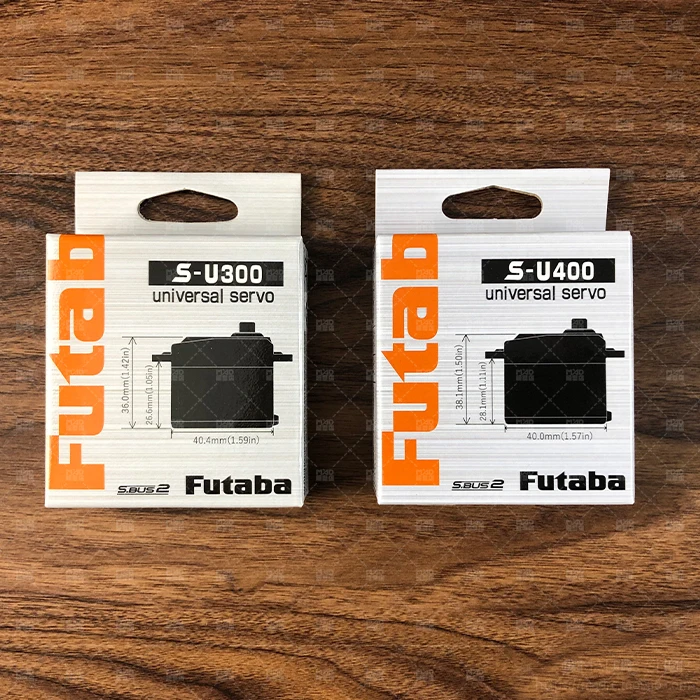 Futab
S-U300
universal servo
36.0mm(1.42in)
26.6mm(1.05in)
40.4mm(1.59in)
S.BUS2
Futaba
Futab
S-U400
universal servo
38.1mm(1.50in)
28.1mm(1.11in)
40.0mm(1.57in)
S.BUS2
Futaba